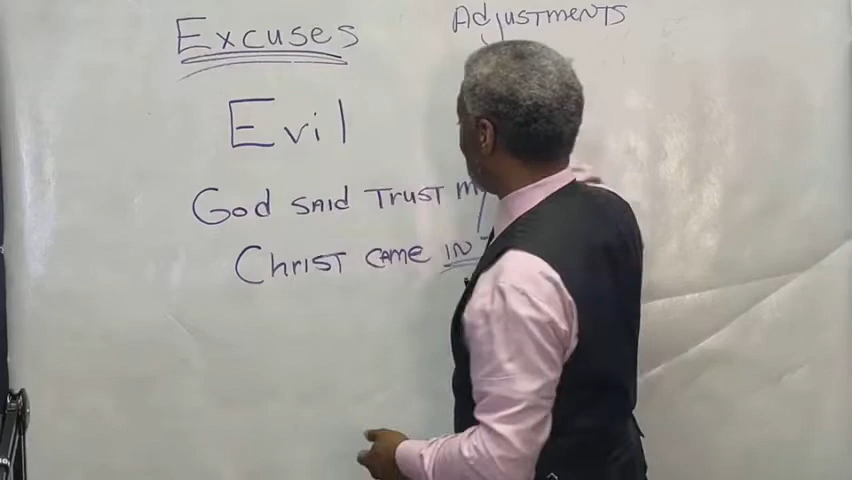 Excuses
Adjustments
Evil
God said Trust
Christ came in